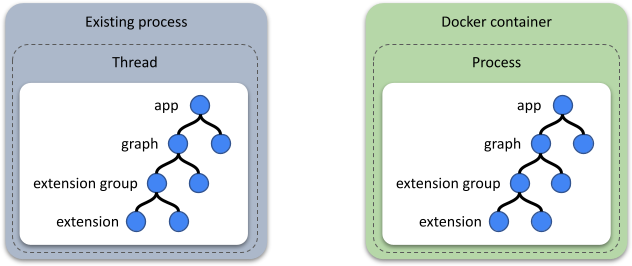 Existing process
Thread
app
graph
extension group
extension
Docker container
Process
app
graph
extension group
extension